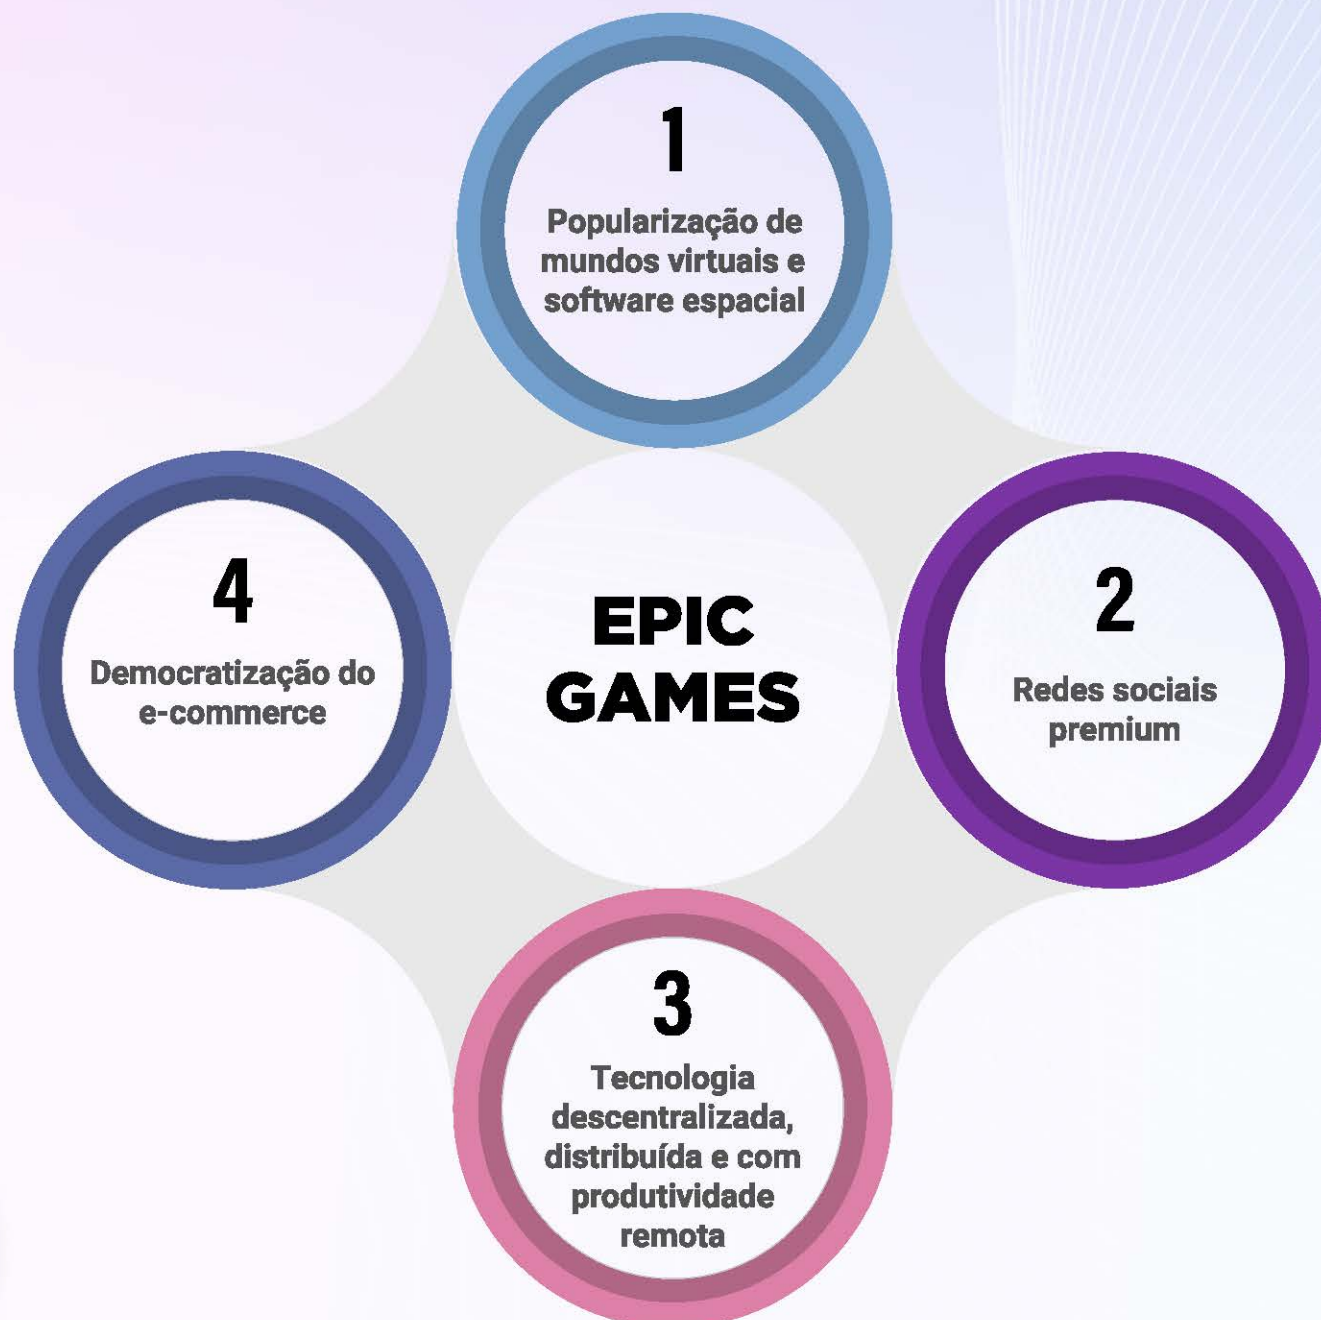 1
Popularização de
mundos virtuais e
software espacial
EPIC
GAMES
2
Redes sociais
premium
3
Tecnologia
descentralizada,
distribuída e com
produtividade
remota
4
Democratização do
e-commerce